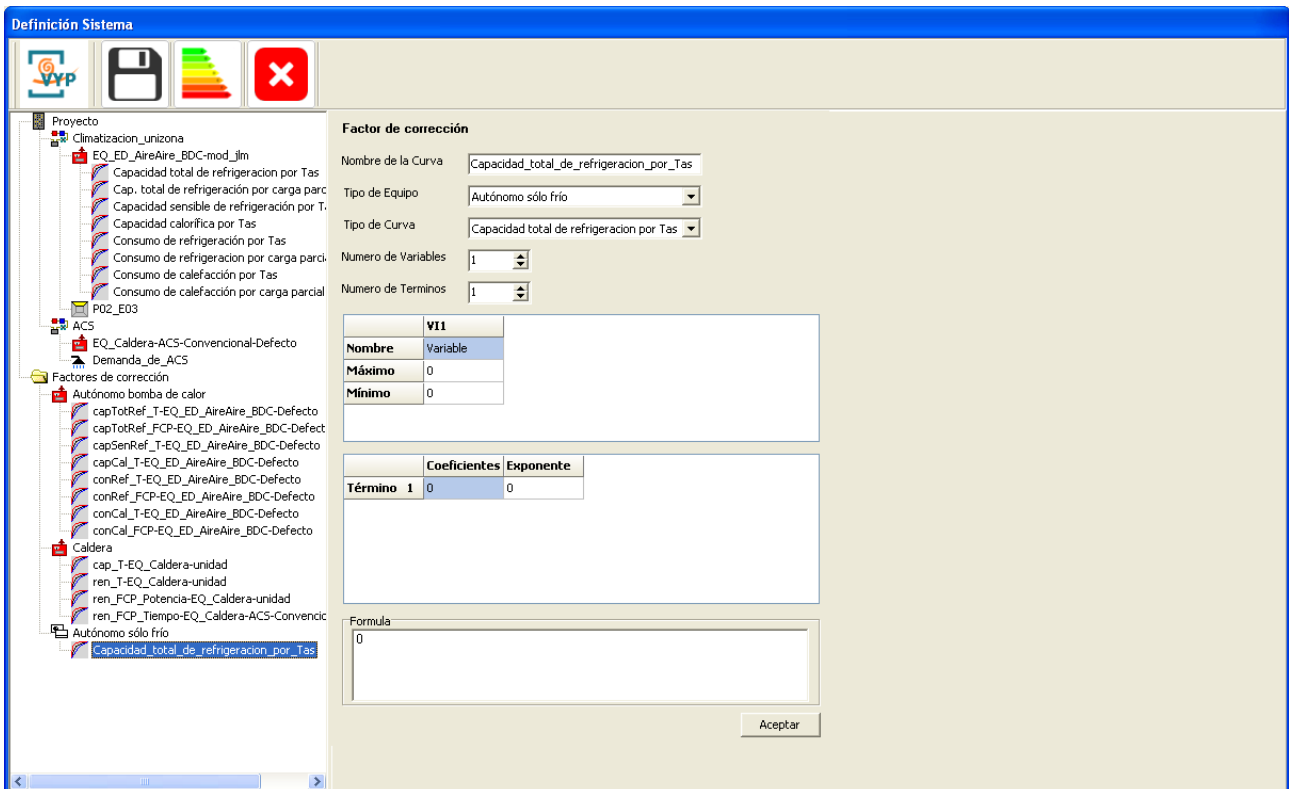 Definición Sistema
VYP
Proyecto
Climatizacion_unizona
EQ_ED_AireAire_BDC-mod_jlm
Capacidad total de refrigeracion por Tas
Cap. total de refrigeración por carga parc
Capacidad sensible de refrigeración por T
Capacidad calorífica por Tas
Consumo de refrigeración por Tas
Consumo de refrigeracion por carga parci
Consumo de calefacción por Tas
Consumo de calefacción por carga parcial
P02_E03
ACS
EQ_Caldera-ACS-Convencional-Defecto
Demanda_de_ACS
Factores de corrección
Autónomo bomba de calor
capTotRef_T-EQ_ED_AireAire_BDC-Defecto
capTotRef_FCP-EQ_ED_AireAire_BDC-Defect
capSenRef_T-EQ_ED_AireAire_BDC-Defecto
capCal_T-EQ_ED_AireAire_BDC-Defecto
conRef_T-EQ_ED_AireAire_BDC-Defecto
conRef_FCP-EQ_ED_AireAire_BDC-Defecto
conCal_T-EQ_ED_AireAire_BDC-Defecto
conCal_FCP-EQ_ED_AireAire_BDC-Defecto
Caldera
cap_T-EQ_Caldera-unidad
ren_T-EQ_Caldera-unidad
ren_FCP_Potencia-EQ_Caldera-unidad
ren_FCP_Tiempo-EQ_Caldera-ACS-Convencio
Autónomo sólo frío
Capacidad_total_de_refrigeracion_por_Tas
Factor de corrección
Nombre de la Curva Capacidad_total_de_refrigeracion_por_Tas
Tipo de Equipo Autónomo sólo frío
Tipo de Curva Capacidad total de refrigeracion por Tas
Numero de Variables 1
Numero de Terminos 1
VI1
Nombre Variable
Máximo 0
Mínimo 0
Coeficientes Exponente
Término 1 0 0
Formula
0
Aceptar